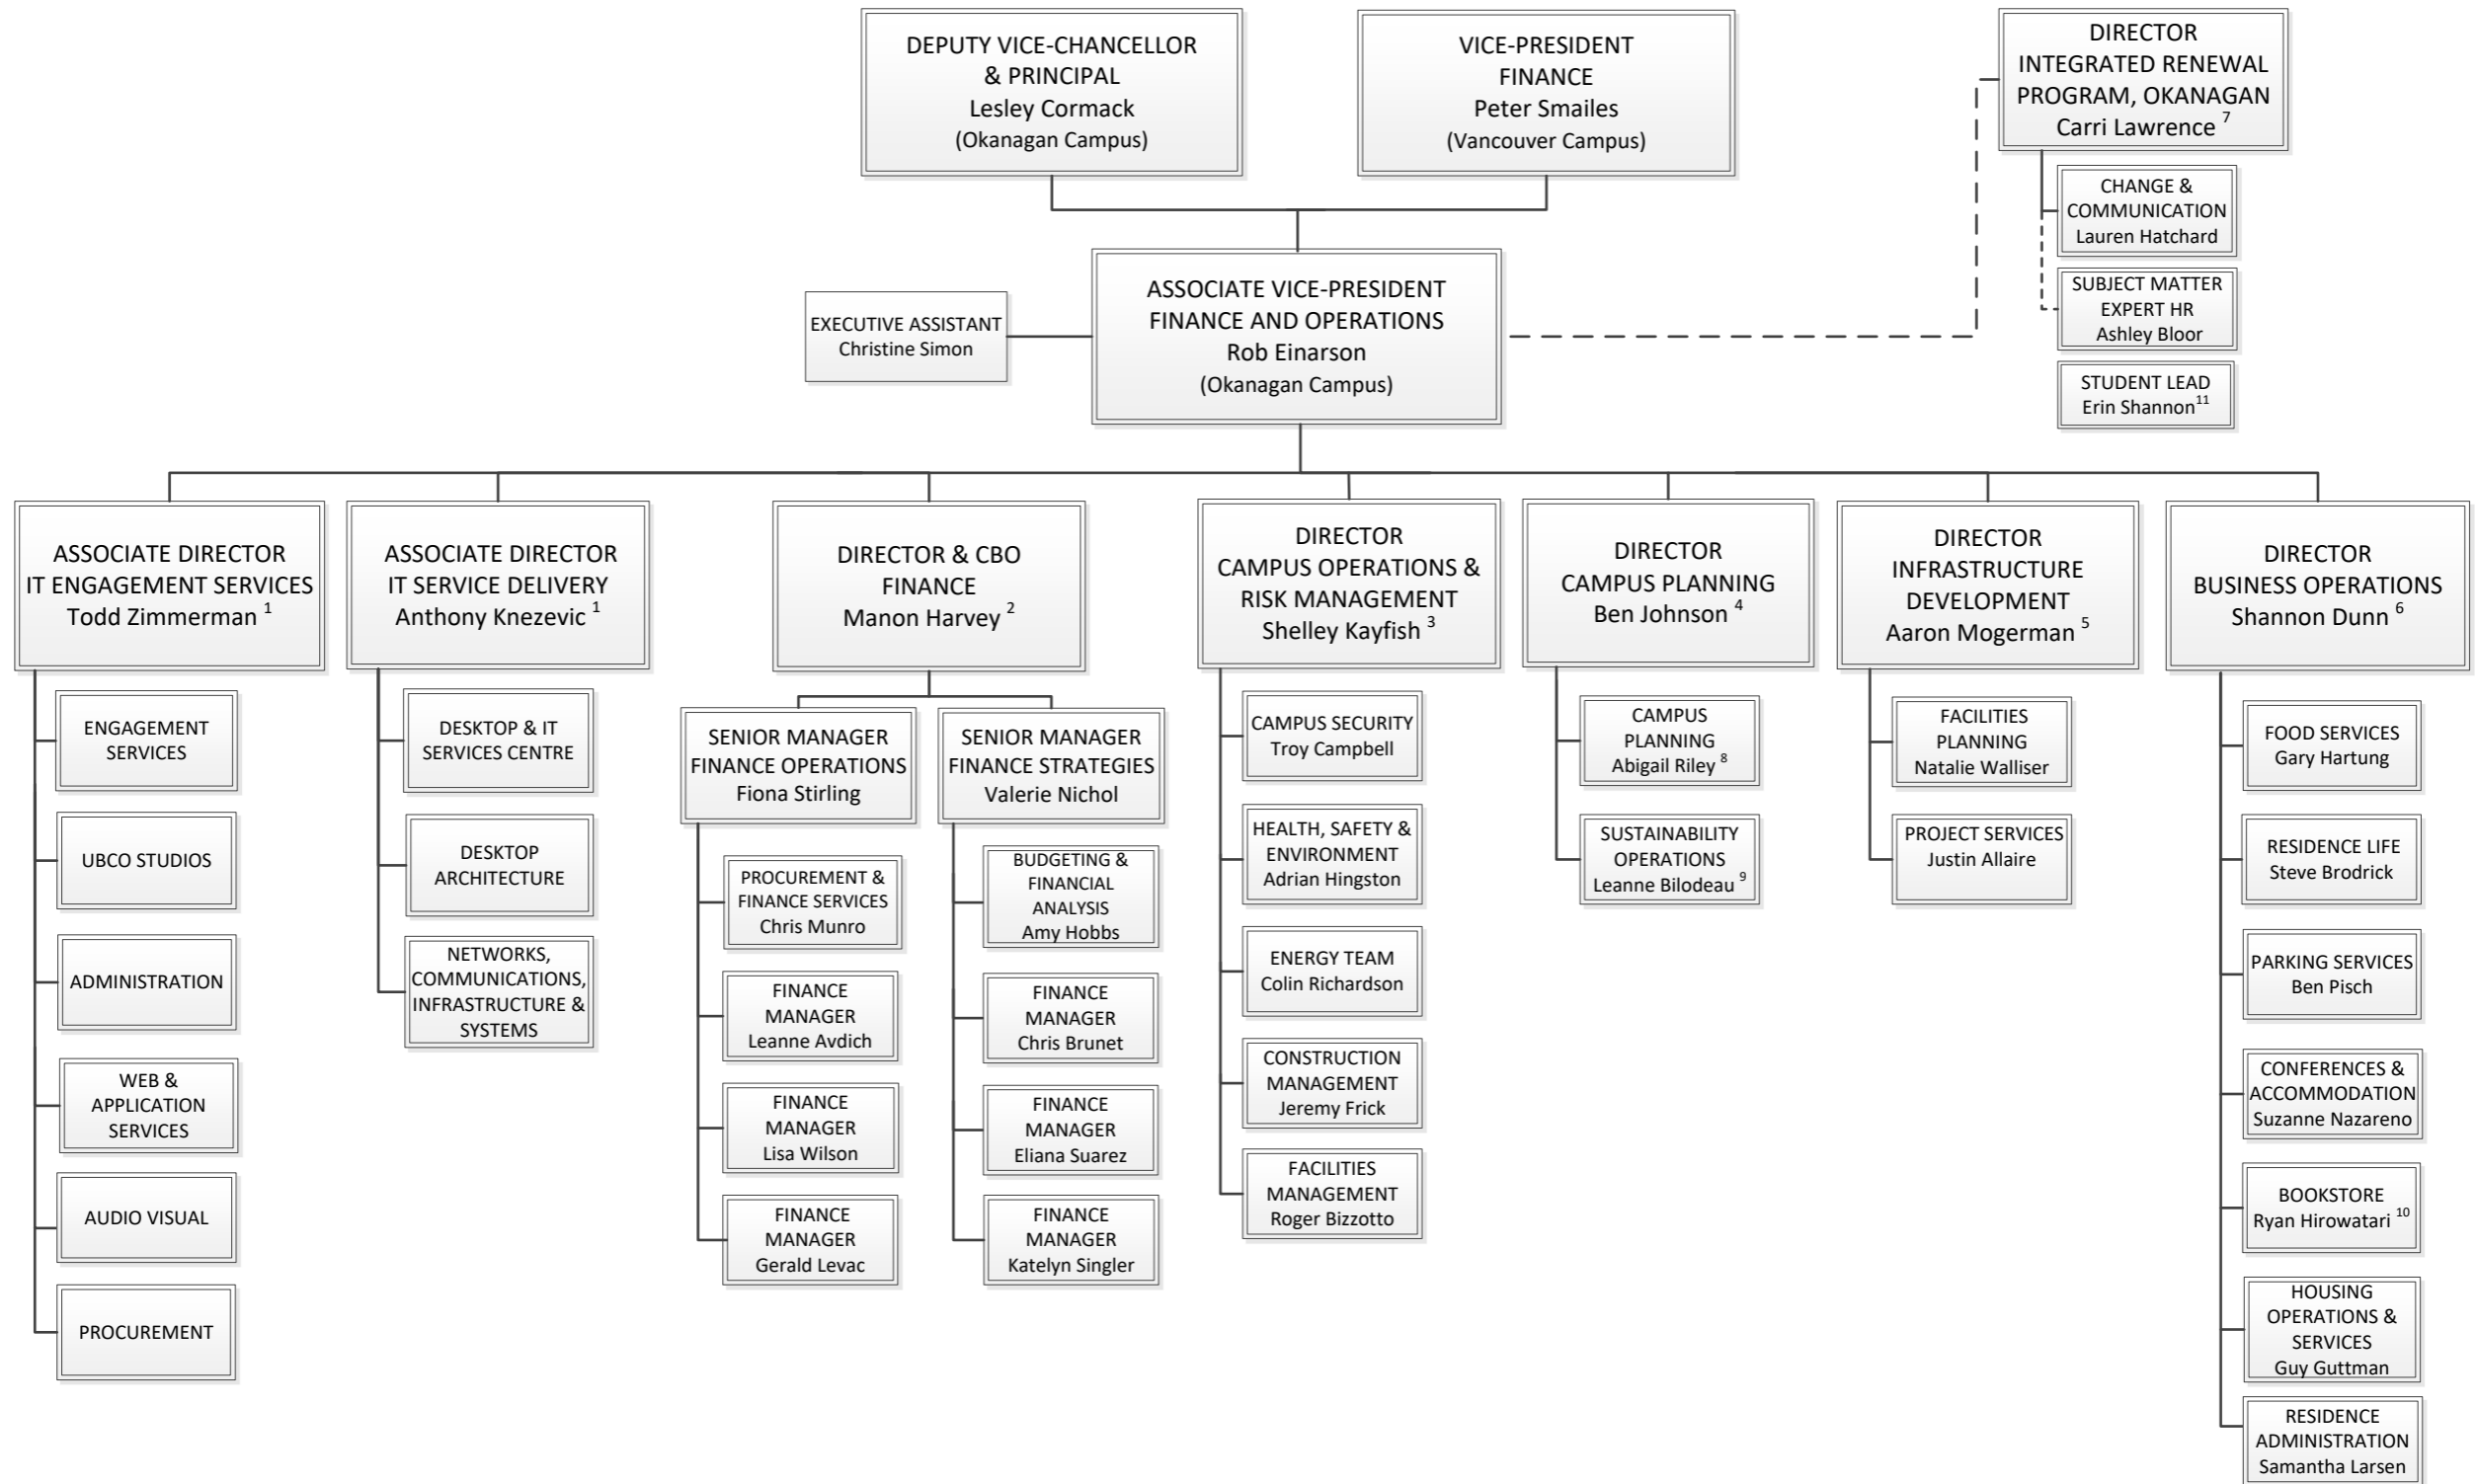 DEPUTY VICE-CHANCELLOR
& PRINCIPAL
Lesley Cormack
(Okanagan Campus)
VICE-PRESIDENT
FINANCE
Peter Smailes
(Vancouver Campus)
DIRECTOR
INTEGRATED RENEWAL
PROGRAM, OKANAGAN
Carri Lawrence 7
CHANGE &
COMMUNICATION
Lauren Hatchard
SUBJECT MATTER
EXPERT HR
Ashley Bloor
STUDENT LEAD
Erin Shannon11
EXECUTIVE ASSISTANT
Christine Simon
ASSOCIATE VICE-PRESIDENT
FINANCE AND OPERATIONS
Rob Einarson
(Okanagan Campus)
ASSOCIATE DIRECTOR
IT ENGAGEMENT SERVICES
Todd Zimmerman 1
ENGAGEMENT
SERVICES
UBCO STUDIOS
ADMINISTRATION
WEB &
APPLICATION
SERVICES
AUDIO VISUAL
PROCUREMENT
ASSOCIATE DIRECTOR
IT SERVICE DELIVERY
Anthony Knezevic 1
DESKTOP & IT
SERVICES CENTRE
DESKTOP
ARCHITECTURE
NETWORKS,
COMMUNICATIONS,
INFRASTRUCTURE &
SYSTEMS
DIRECTOR & CBO
FINANCE
Manon Harvey 2
SENIOR MANAGER
FINANCE OPERATIONS
Fiona Stirling
PROCUREMENT &
FINANCE SERVICES
Chris Munro
FINANCE
MANAGER
Leanne Avdich
FINANCE
MANAGER
Lisa Wilson
FINANCE
MANAGER
Gerald Levac
SENIOR MANAGER
FINANCE STRATEGIES
Valerie Nichol
BUDGETING &
FINANCIAL
ANALYSIS
Amy Hobbs
FINANCE
MANAGER
Chris Brunet
FINANCE
MANAGER
Eliana Suarez
FINANCE
MANAGER
Katelyn Singler
DIRECTOR
CAMPUS OPERATIONS &
RISK MANAGEMENT
Shelley Kayfish 3
CAMPUS SECURITY
Troy Campbell
HEALTH, SAFETY &
ENVIRONMENT
Adrian Hingston
ENERGY TEAM
Colin Richardson
CONSTRUCTION
MANAGEMENT
Jeremy Frick
FACILITIES
MANAGEMENT
Roger Bizzotto
DIRECTOR
CAMPUS PLANNING
Ben Johnson 4
CAMPUS
PLANNING
Abigail Riley 8
SUSTAINABILITY
OPERATIONS
Leanne Bilodeau 9
DIRECTOR
INFRASTRUCTURE
DEVELOPMENT
Aaron Mogerman 5
FACILITIES
PLANNING
Natalie Walliser
PROJECT SERVICES
Justin Allaire
DIRECTOR
BUSINESS OPERATIONS
Shannon Dunn 6
FOOD SERVICES
Gary Hartung
RESIDENCE LIFE
Steve Brodrick
PARKING SERVICES
Ben Pisch
CONFERENCES &
ACCOMMODATION
Suzanne Nazareno
BOOKSTORE
Ryan Hirowatari 10
HOUSING
OPERATIONS &
SERVICES
Guy Guttman
RESIDENCE
ADMINISTRATION
Samantha Larsen